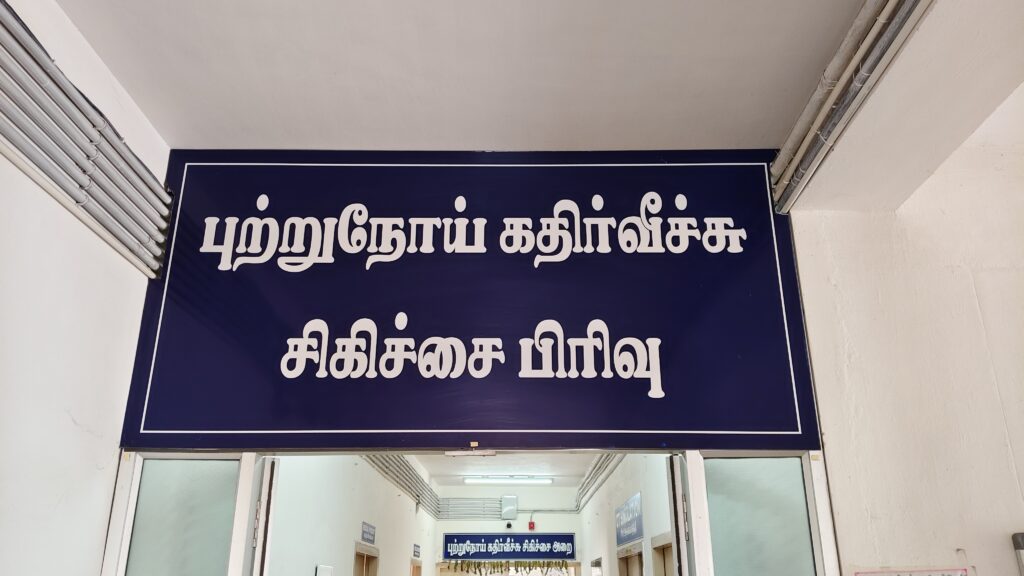 புற்றுநோய் கதிர்வீச்சு
சிகிச்சை பிரிவு
புற்றுநோய் கதிர்வீச்சு சிகிச்சை அறை